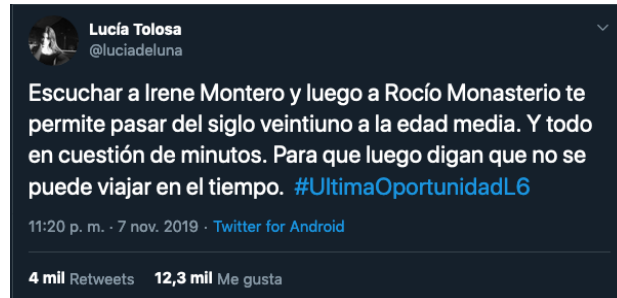 Lucía Tolosa
@luciadeluna
Escuchar a Irene Montero y luego a Rocío Monasterio te
permite pasar del siglo veintiuno a la edad media. Y todo
en cuestión de minutos. Para que luego digan que no se
puede viajar en el tiempo. #UltimaOportunidadL6
11:20 p. m. · 7 nov. 2019 · Twitter for Android
4 mil Retweets 12,3 mil Me gusta